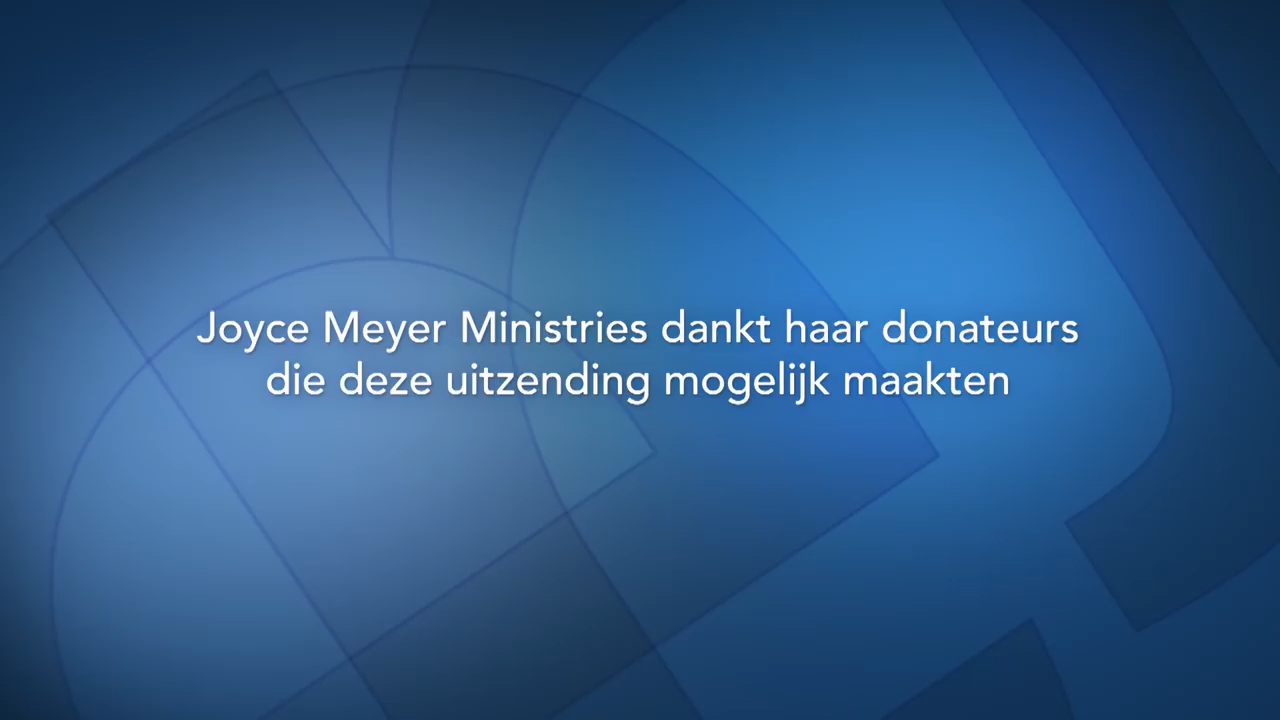 Joyce Meyer Ministries dankt haar donateurs
die deze uitzending mogelijk maakten